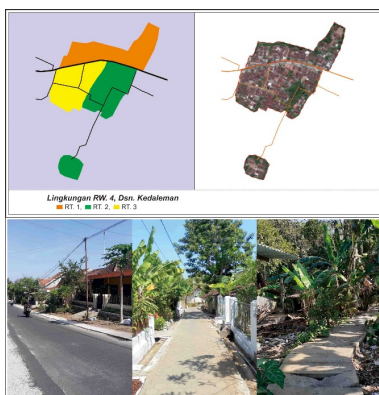 Lingkungan RW. 4, Dsn. Kedaleman
RT. 1, RT. 2, RT. 3